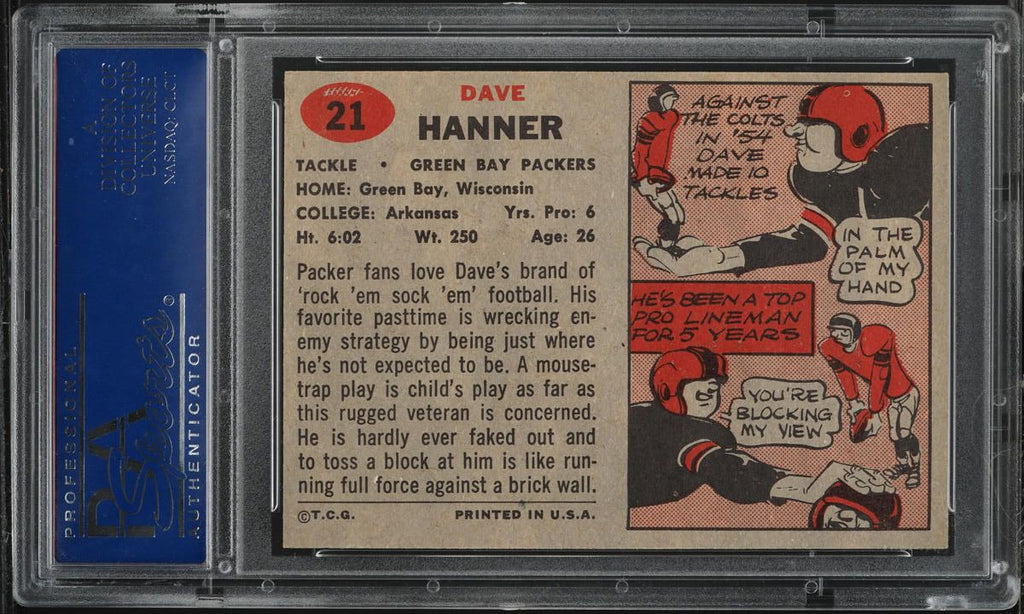 A
DIVISION OF
COLLECTORS
UNIVERSE
NASDAQ: CLCT
PROFESSIONAL
PSA
Sports
®
AUTHENTICATOR
21
DAVE
HANNER
TACKLE • GREEN BAY PACKERS
HOME: Green Bay, Wisconsin
COLLEGE: Arkansas Yrs. Pro: 6
Ht. 6:02 Wt. 250 Age: 26
Packer fans love Dave's brand of
'rock 'em sock 'em' football. His
favorite pasttime is wrecking en-
emy strategy by being just where
he's not expected to be. A mouse-
trap play is child's play as far as
this rugged veteran is concerned.
He is hardly ever faked out and
to toss a block at him is like run-
ning full force against a brick wall.
©T.C.G. PRINTED IN U.S.A.
AGAINST
THE COLTS
IN '54
DAVE
MADE 10
TACKLES
IN THE
PALM
OF MY
HAND
HE'S BEEN A TOP
PRO LINEMAN
FOR 5 YEARS
YOU'RE
BLOCKING
MY VIEW